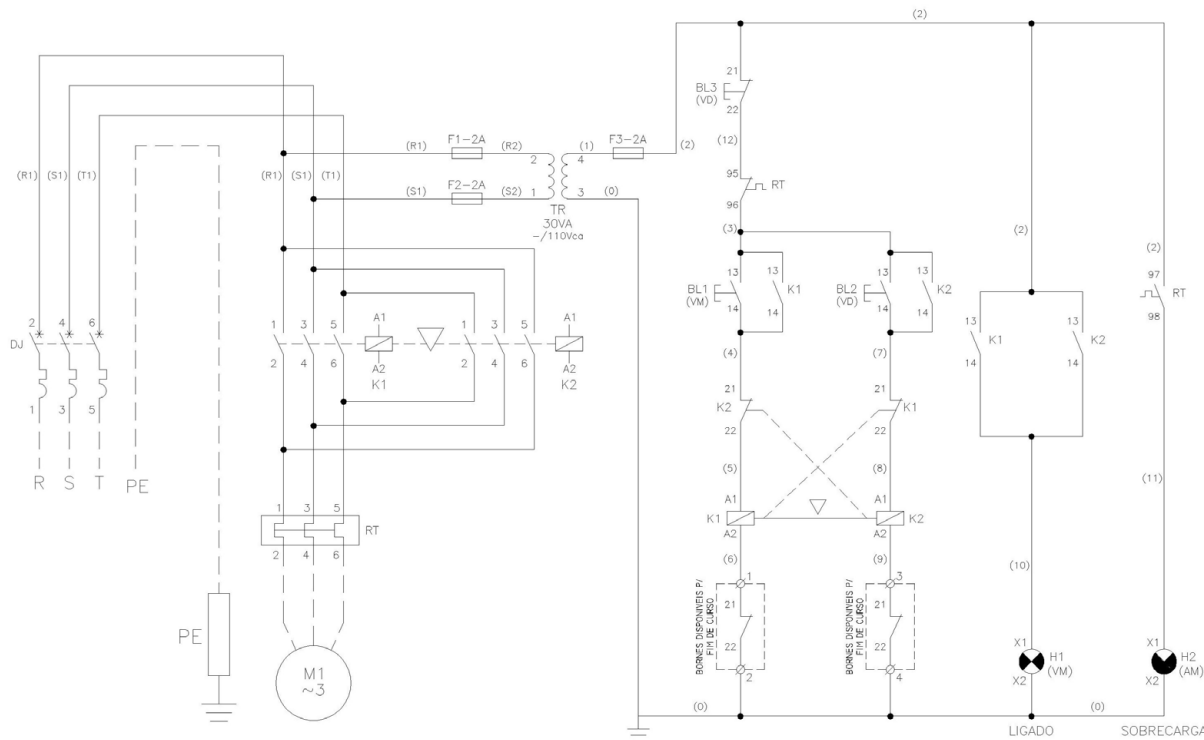 (2)
21
BL3
(VD)
22
(12)
95
RT
96
(3)
(R1) (S1) (T1)
(R1) (S1) (T1)
(R1) F1-2A (R2)
2
(1) F3-2A (2)
4
(S1) F2-2A (S2)
1
3 (0)
TR
30VA
-/110Vca
2 4 6
DJ
1 3 5
R S T PE
1 3 5
2 4 6
A1
A2
K1
1 3 5
2 4 6
A1
A2
K2
1 3 5
RT
2 4 6
PE
M1
~3
13 13
BL1
(VM)
K1
14 14
13 13
BL2
(VD)
K2
14 14
(4) (7)
21 21
K2 K1
22 22
(5) (8)
A1 A1
K1 K2
A2 A2
(6) (9)
1 3
BORNES DISPONIVEIS P/
FIM DE CURSO
21
22
2
BORNES DISPONIVEIS P/
FIM DE CURSO
21
22
4
(2)
13
K1
14
13
K2
14
(10)
X1
H1
(VM)
X2
(2)
97
RT
98
(11)
X1
H2
(AM)
X2
(0) (0)
LIGADO SOBRECARGA